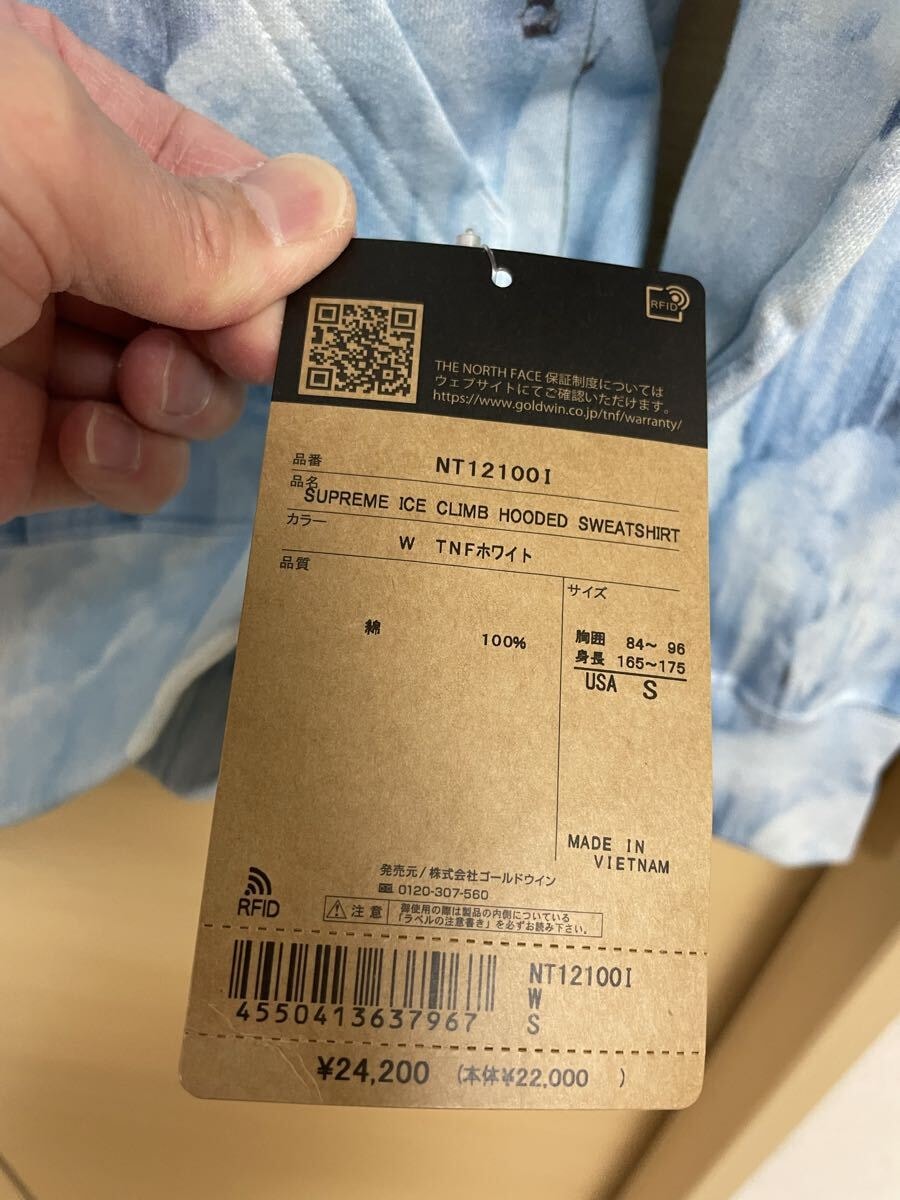 RFID
THE NORTH FACE 保証制度については
ウェブサイトにてご確認いただけます。
https://www.goldwin.co.jp/tnf/warranty/
品番 NT12100I
品名 SUPREME ICE CLIMB HOODED SWEATSHIRT
カラー W TNFホワイト
品質
綿 100%
サイズ
胸囲 84～ 96
身長 165～175
USA S
MADE IN
VIETNAM
発売元/株式会社ゴールドウイン
0120-307-560
RFID
注意
御使用の際は製品の内側についている
「ラベルの注意書き」を必ずお読み下さい。
4550413637967
NT12100I
W
S
¥24,200 (本体¥22,000 )